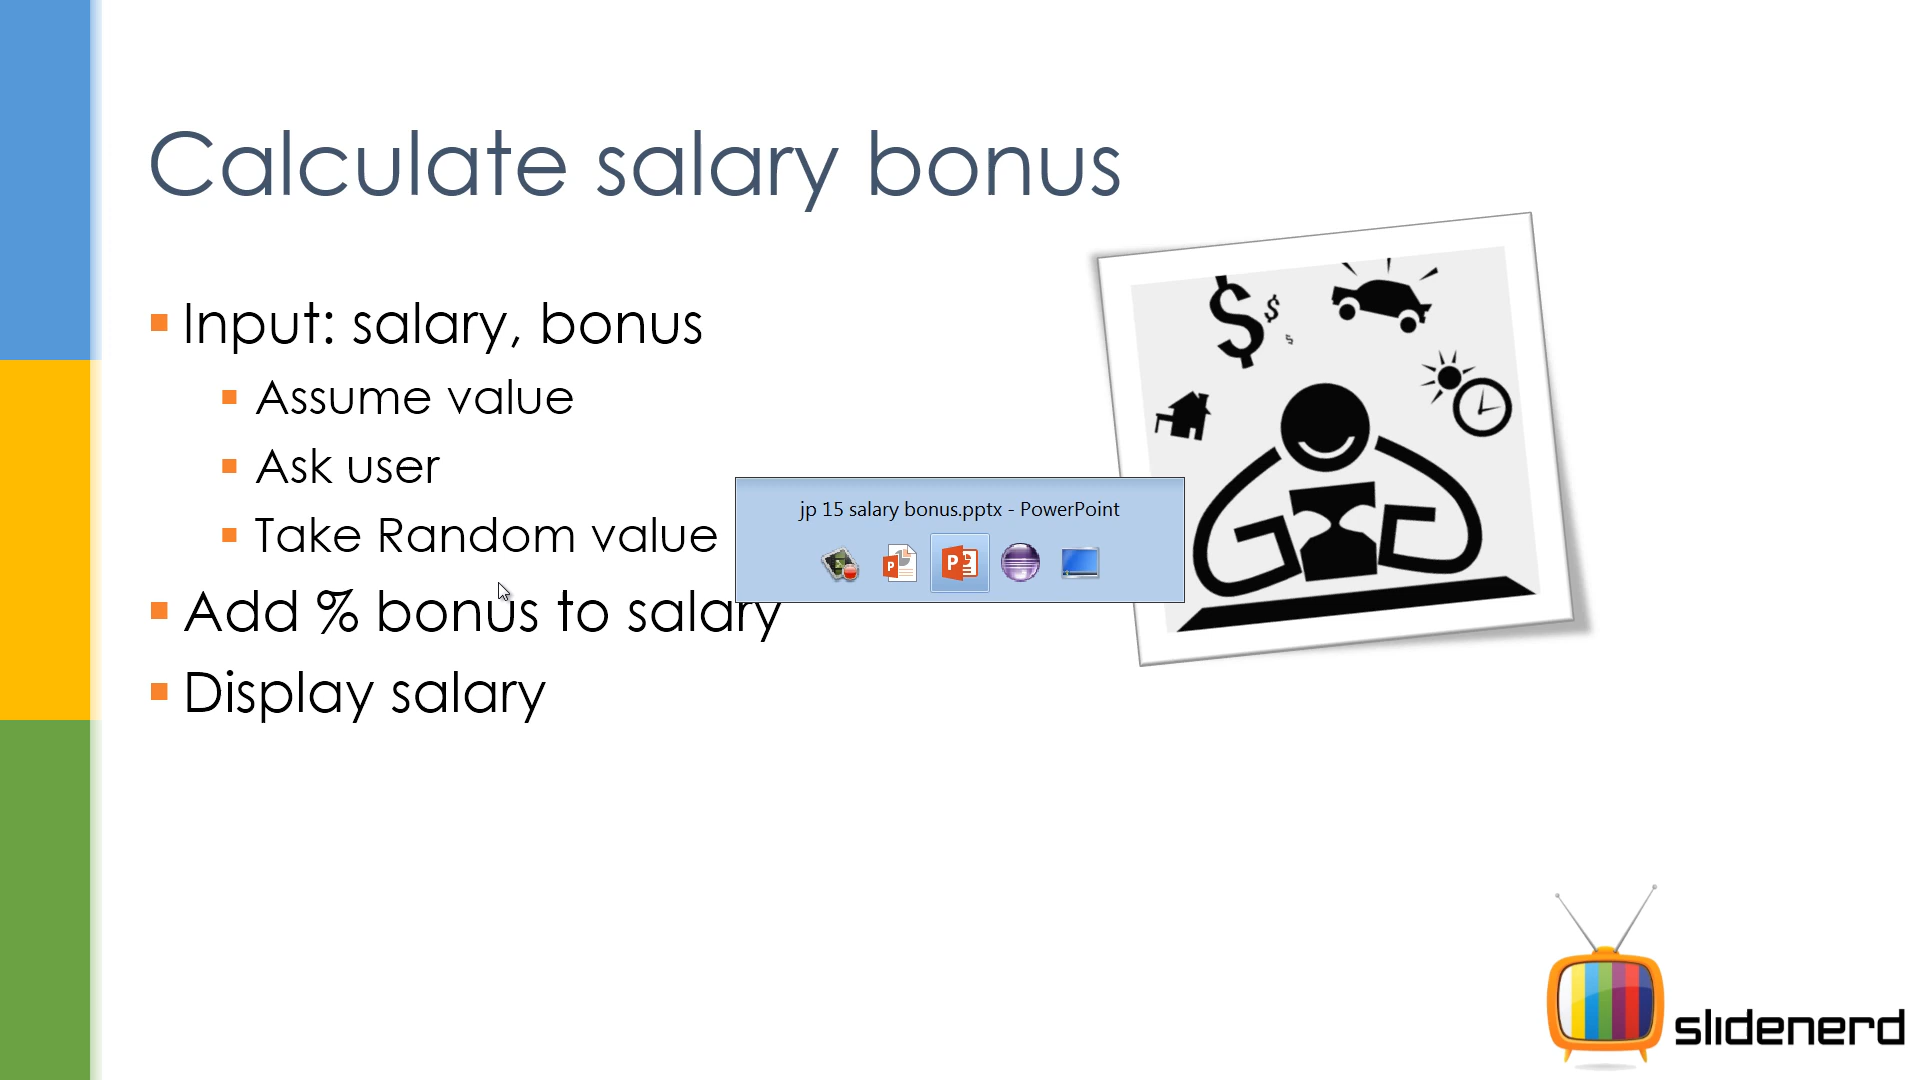 Calculate salary bonus
Input: salary, bonus
Assume value
Ask user
Take Random value
Add % bonus to salary
Display salary
jp 15 salary bonus.pptx - PowerPoint
slidenerd